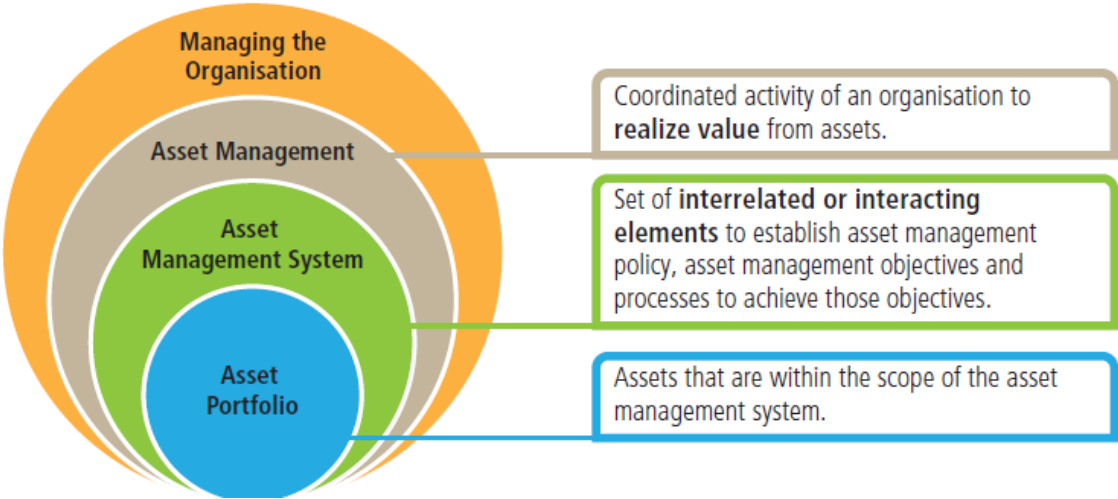 Managing the
Organisation
Asset Management
Asset
Management System
Asset
Portfolio
Coordinated activity of an organisation to
realize value from assets.
Set of interrelated or interacting
elements to establish asset management
policy, asset management objectives and
processes to achieve those objectives.
Assets that are within the scope of the asset
management system.